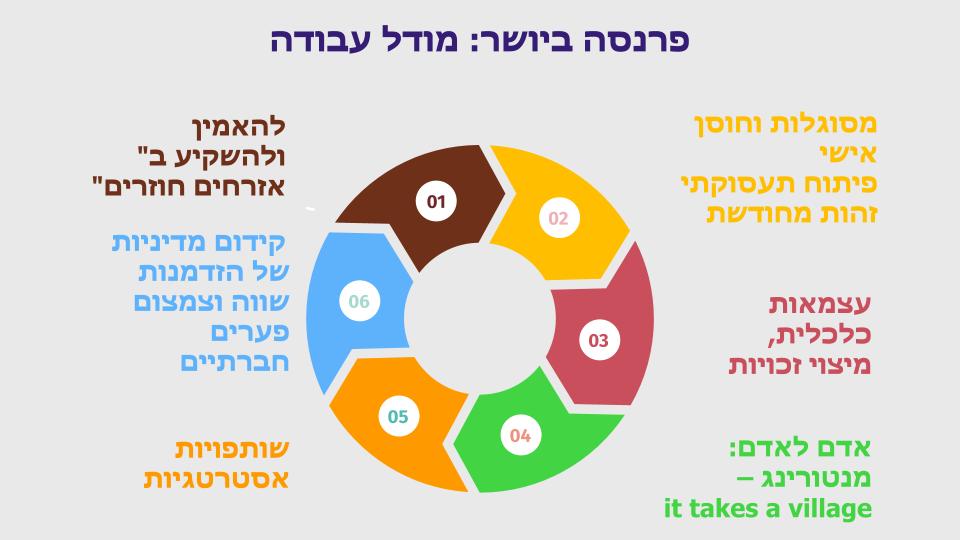 פרנסה ביושר: מודל עבודה
להאמין
ולהשקיע ב"
אזרחים חוזרים"
01
מסוגלות וחוסן
אישי
פיתוח תעסוקתי
זהות מחודשת
02
עצמאות
כלכלית,
מיצוי זכויות
03
אדם לאדם:
מנטורינג –
it takes a village
04
שותפויות
אסטרטגיות
05
קידום מדיניות
של הזדמנות
שווה וצמצום
פערים
חברתיים
06